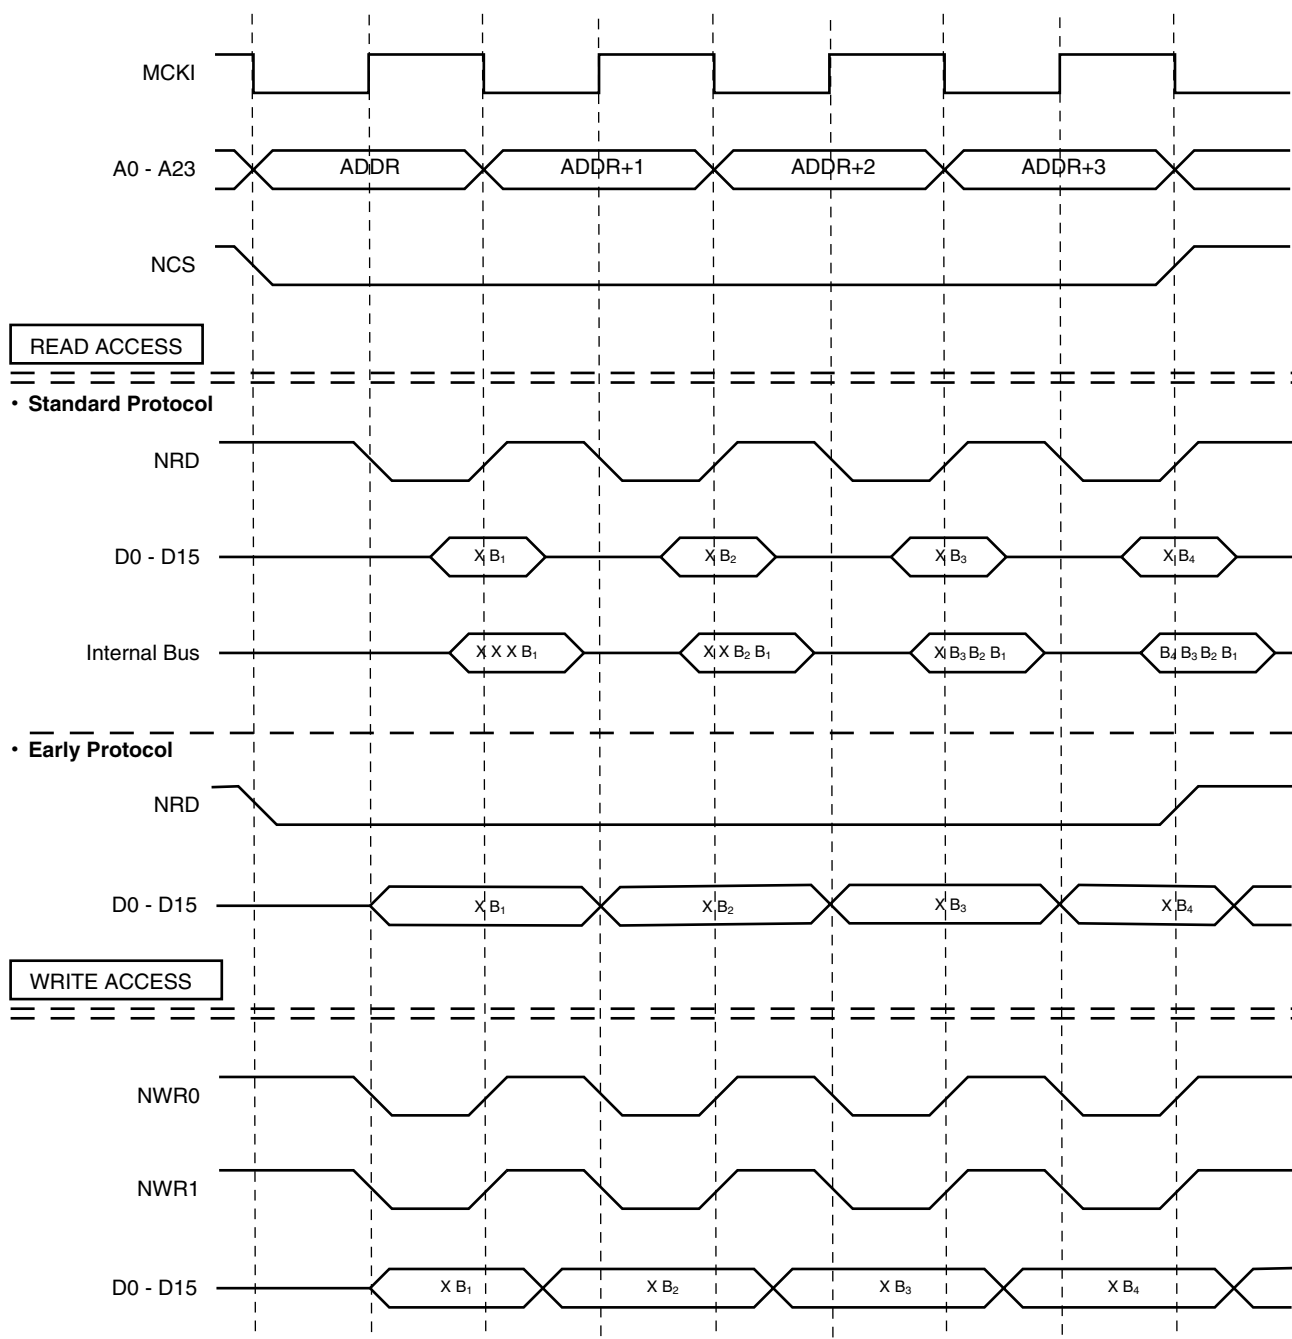 MCKI
A0 - A23 ADDR ADDR+1 ADDR+2 ADDR+3
NCS
READ ACCESS
• Standard Protocol
NRD
D0 - D15 X B₁ X B₂ X B₃ X B₄
Internal Bus X X X B₁ X X B₂ B₁ X B₃ B₂ B₁ B₄ B₃ B₂ B₁
• Early Protocol
NRD
D0 - D15 X B₁ X B₂ X B₃ X B₄
WRITE ACCESS
NWR0
NWR1
D0 - D15 X B₁ X B₂ X B₃ X B₄